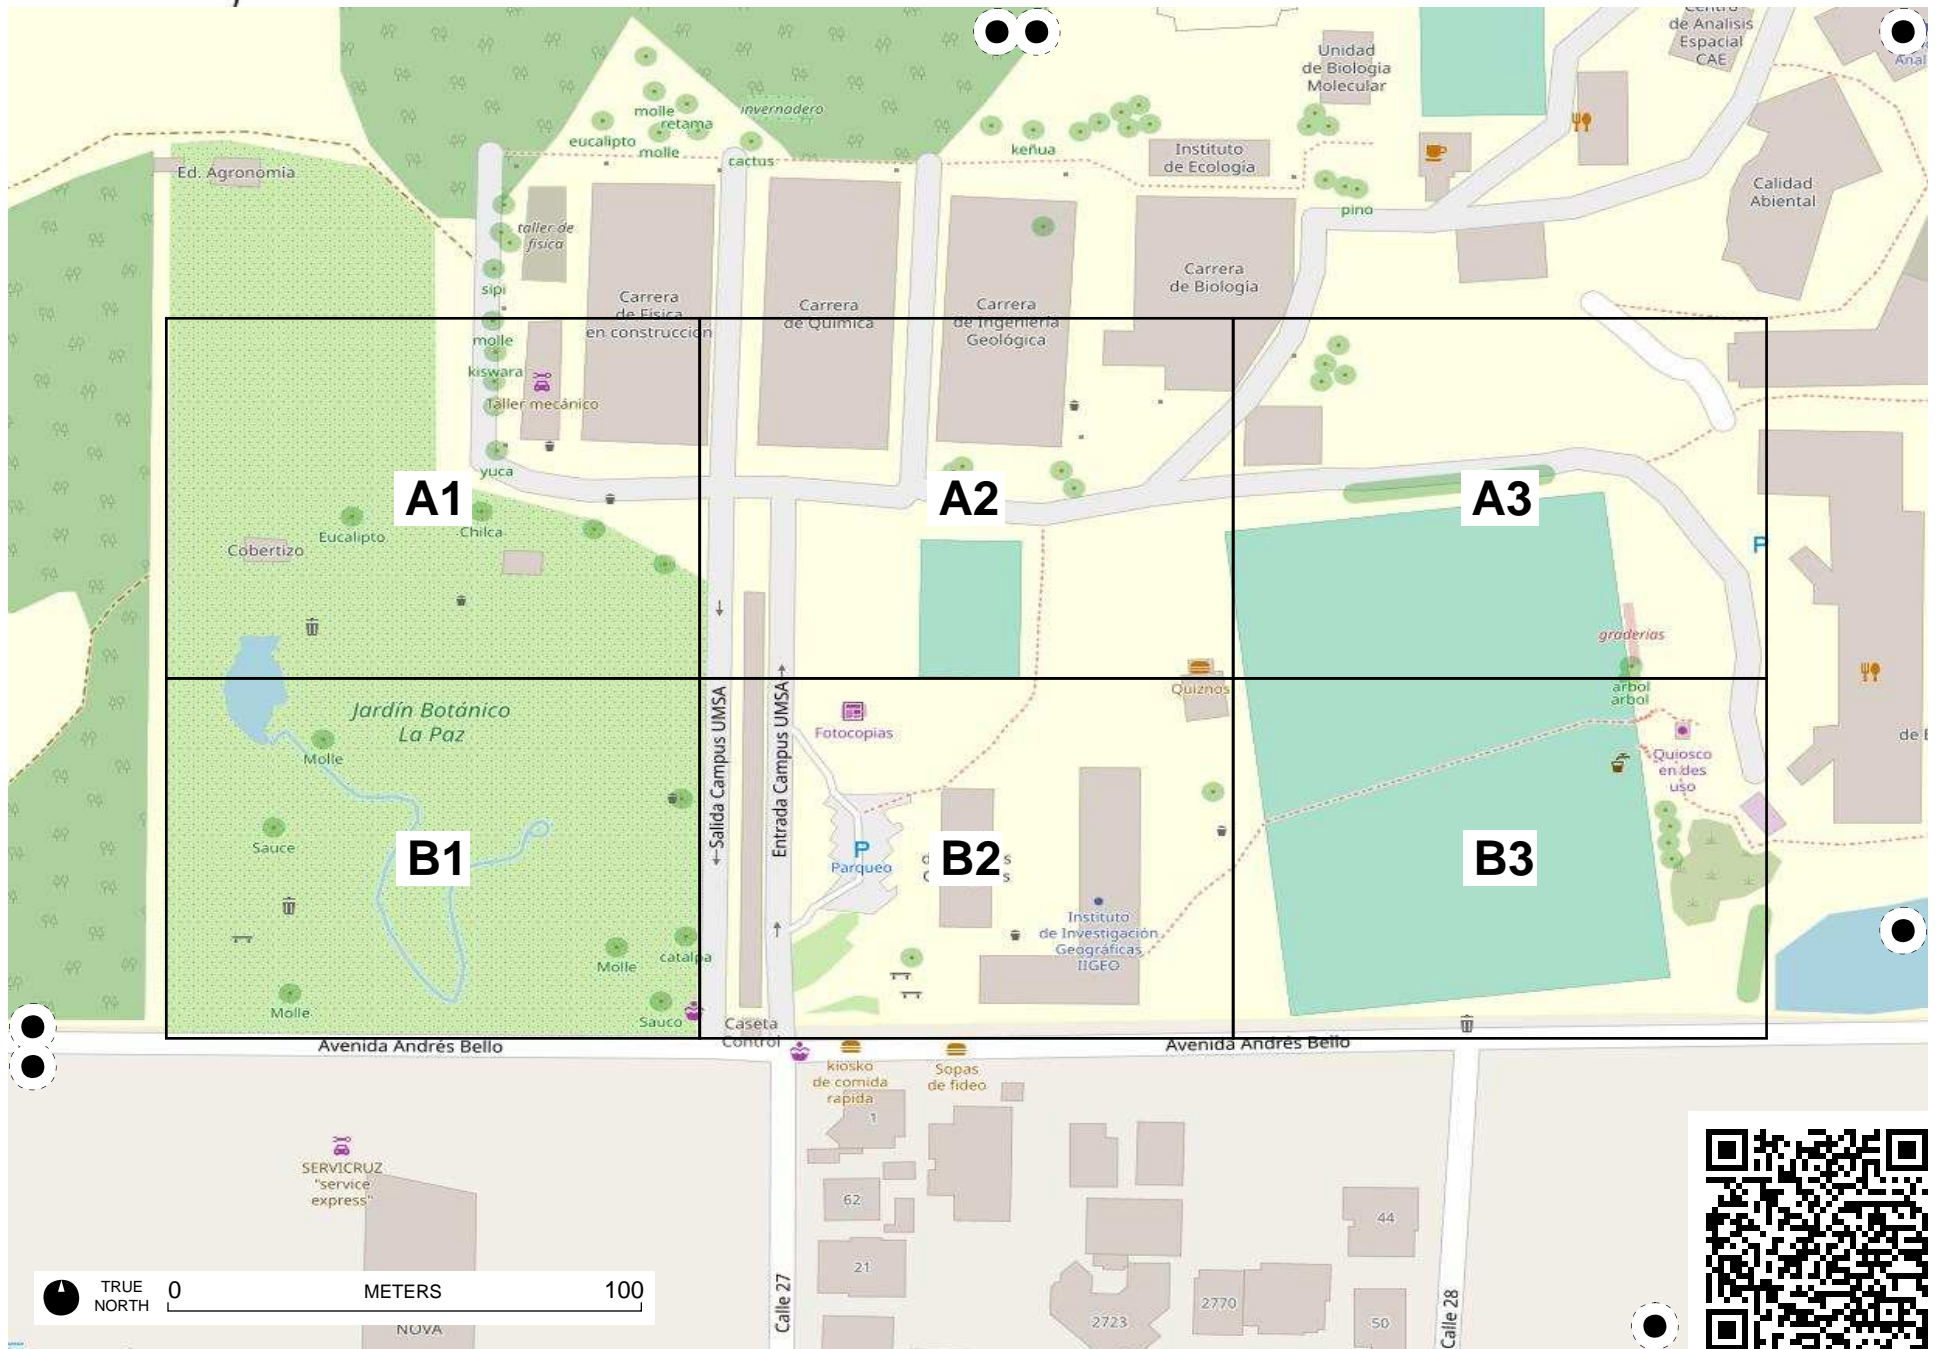 Centro
de Analisis
Espacial
CAE
Unidad
de Biologia
Molecular
molle
retama
invernadero
eucalipto
molle
cactus
keñua
Instituto
de Ecología
Ed. Agronomia
Calidad
Abiental
pino
taller de
fisica
sipi
Carrera
de Fisica
en construccion
Carrera
de Quimica
Carrera
de Ingenieria
Geológica
Carrera
de Biologia
molle
kiswara
Taller mecánico
yuca
A1
A2
A3
Eucalipto
Chilca
Cobertizo
P
graderias
arbol
arbol
Quiznos
Jardín Botánico
La Paz
Molle
Fotocopias
Quiosco
en des
uso
Salida Campus UMSA
Entrada Campus UMSA
Sauce
P
Parqueo
B1
B2
B3
Instituto
de Investigación
Geográficas
IIGEO
Molle
catalpa
Molle
Sauco
Caseta
Control
Avenida Andrés Bello
Avenida Andrés Bello
kiosko
de comida
rapida
Sopas
de fideo
1
SERVICRUZ
"service
express"
62
44
21
2770
2723
50
Calle 27
Calle 28
TRUE
NORTH
0
METERS
100
NOVA